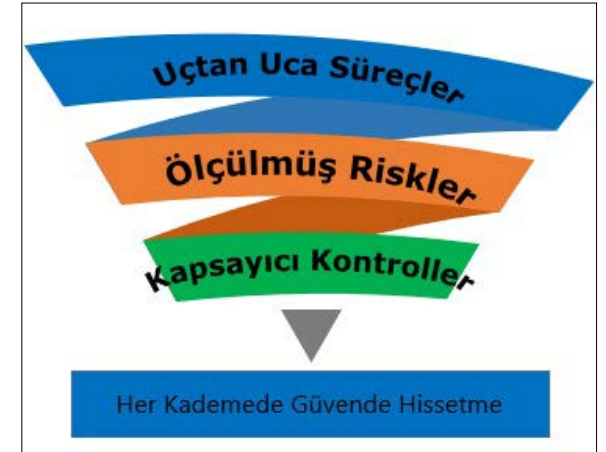 Uçtan Uca Süreçler
Ölçülmüş Riskler
Kapsayıcı Kontroller
Her Kademede Güvende Hissetme